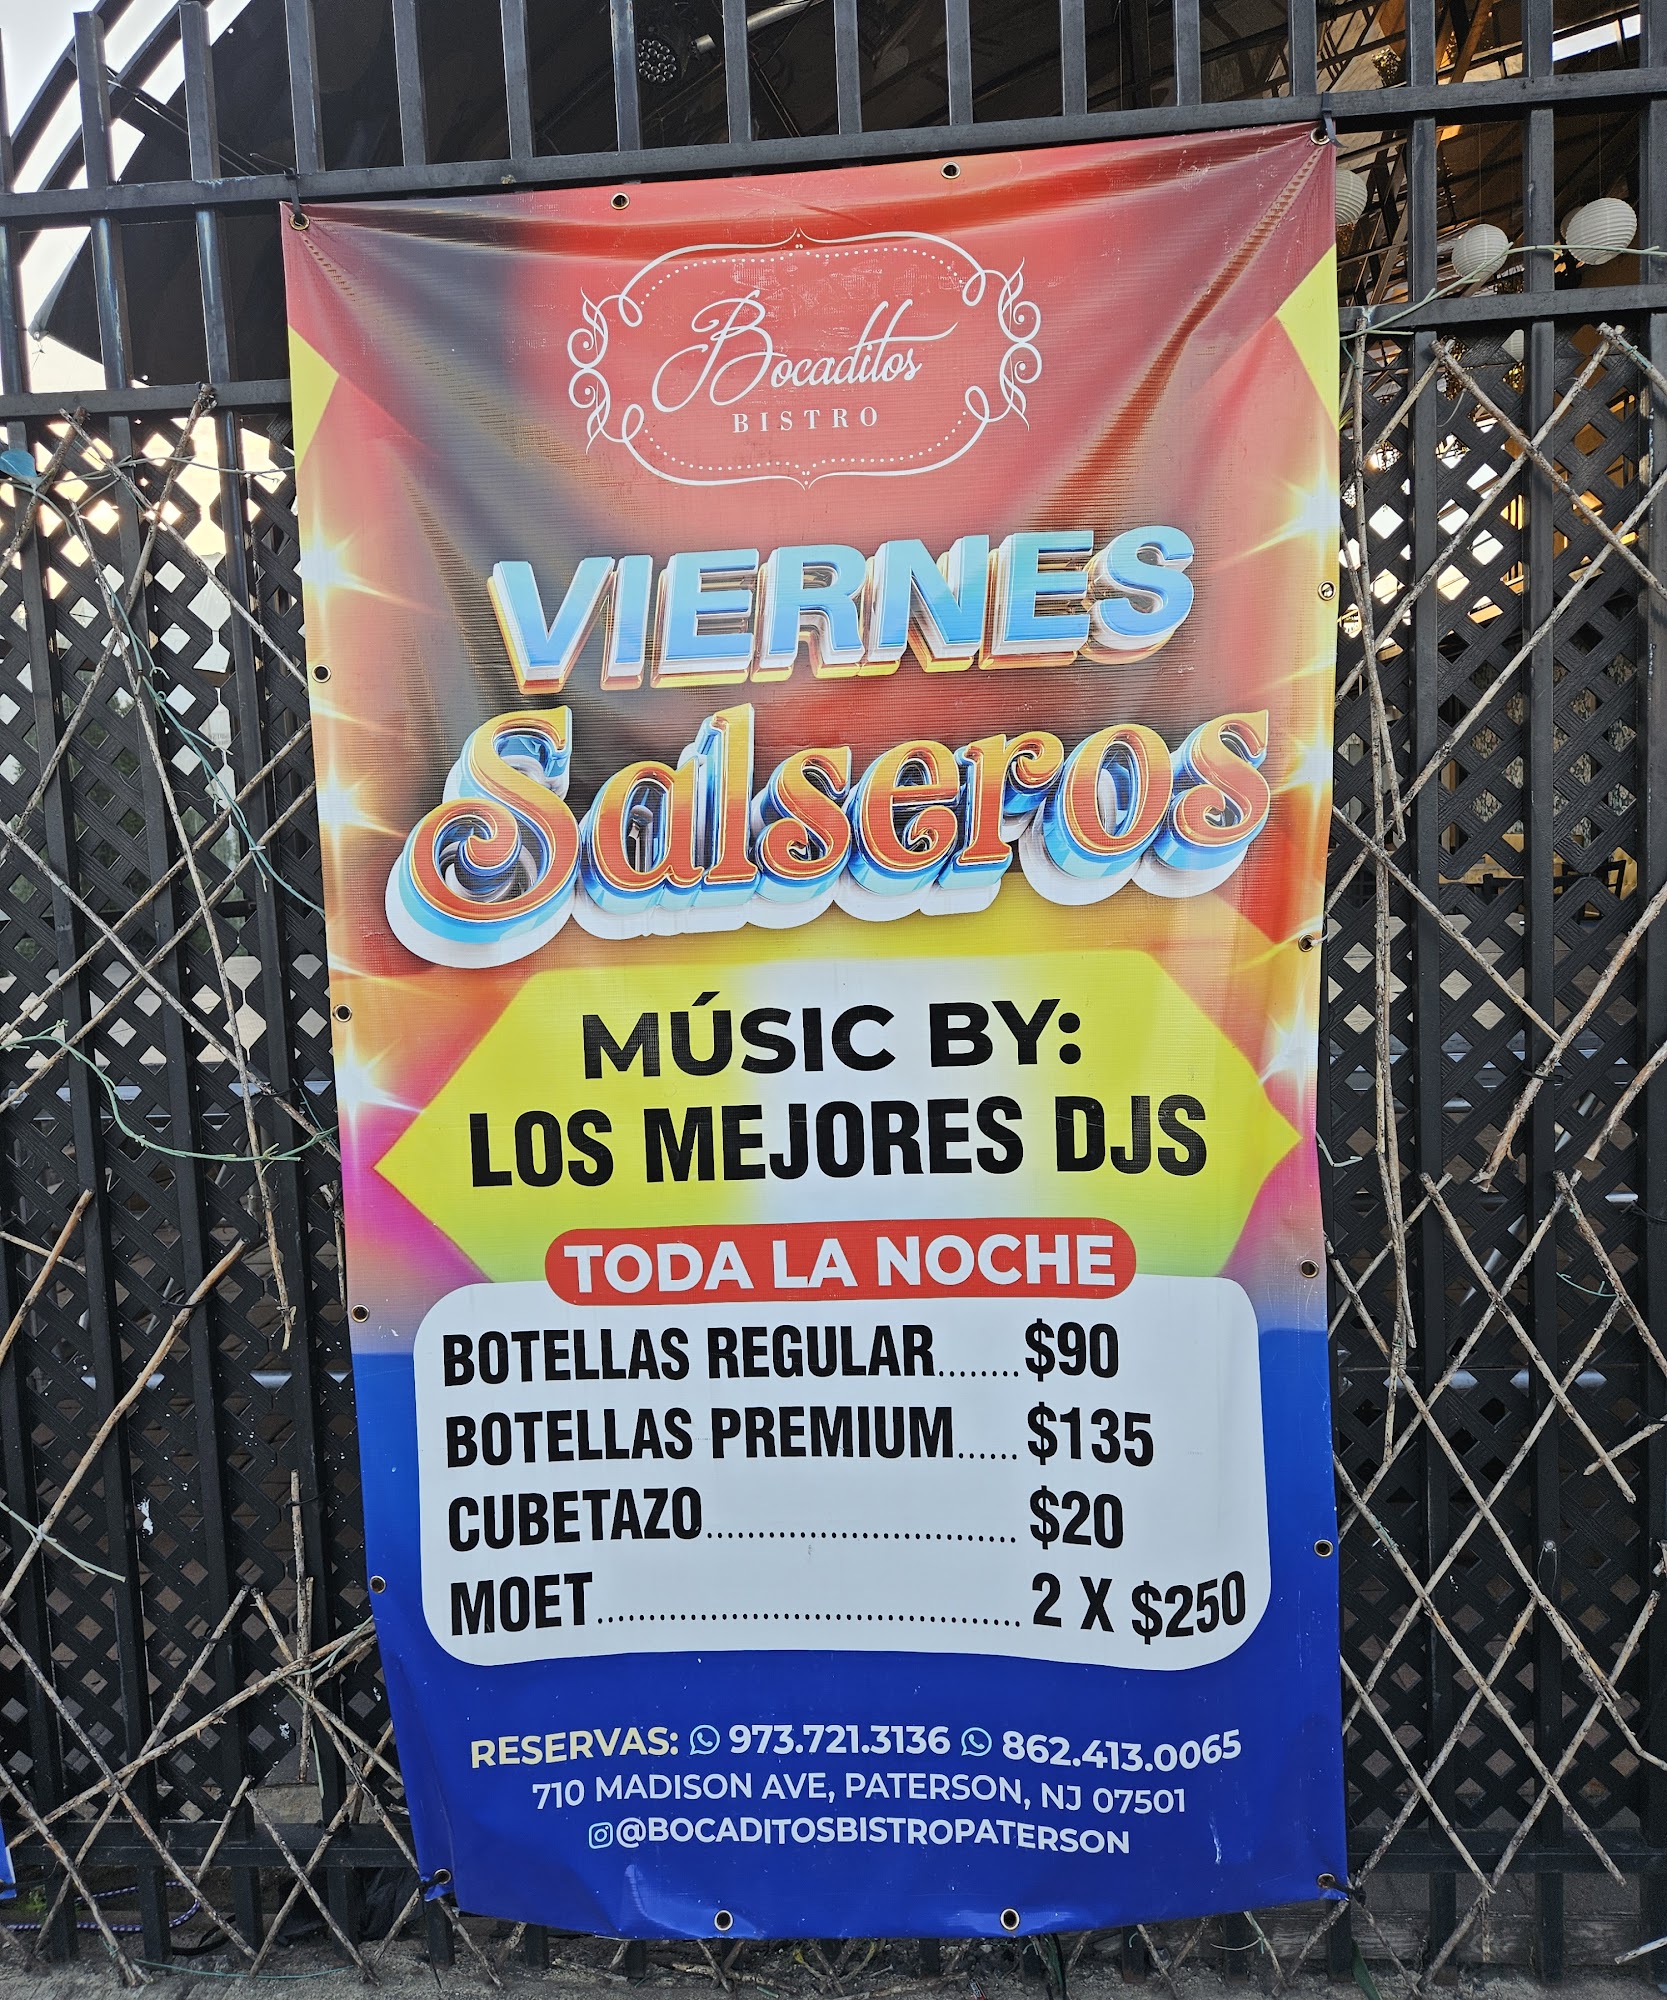 Bocaditos
BISTRO
VIERNES
Salseros
MÚSIC BY:
LOS MEJORES DJS
TODA LA NOCHE
BOTELLAS REGULAR.......$90
BOTELLAS PREMIUM......$135
CUBETAZO..............................$20
MOET.........................................2 X $250
RESERVAS: 973.721.3136 862.413.0065
710 MADISON AVE, PATERSON, NJ 07501
@BOCADITOSBISTROPATERSON